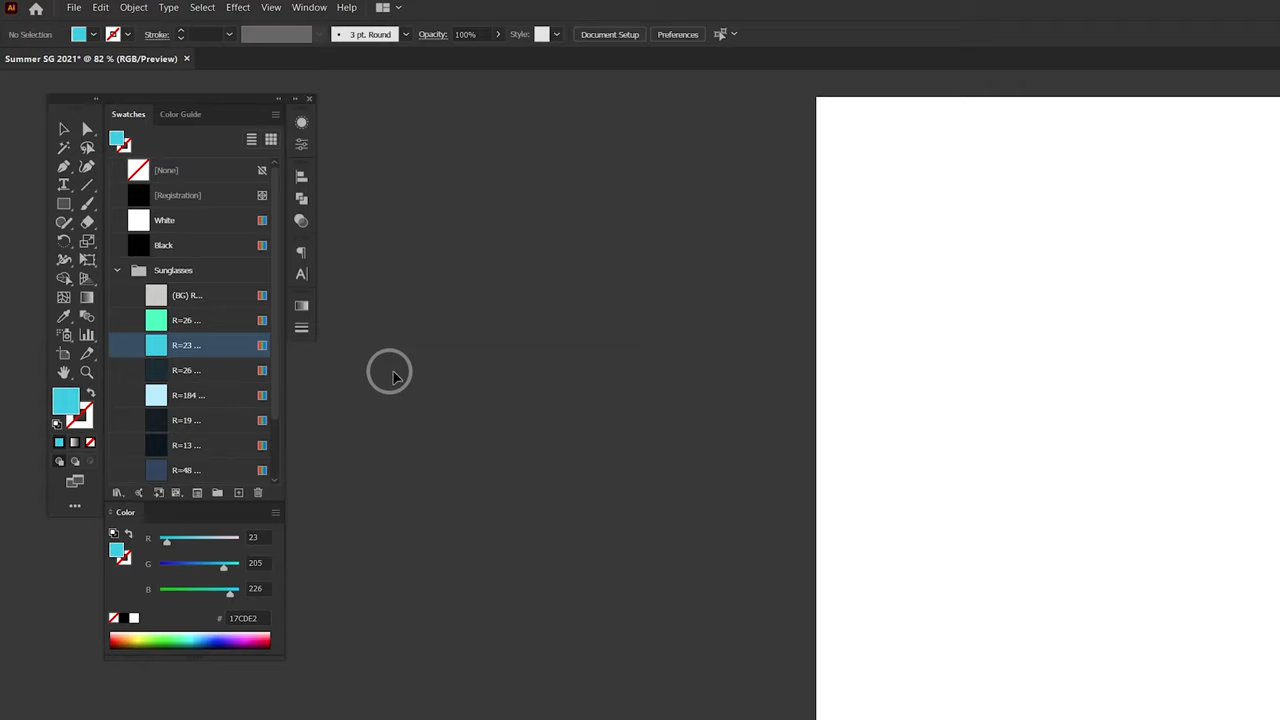 Ai File Edit Object Type Select Effect View Window Help
No Selection Stroke: 3 pt. Round Opacity: 100% Style: Document Setup Preferences
Summer SG 2021* @ 82 % (RGB/Preview) ×
Swatches Color Guide
[None]
[Registration]
White
Black
Sunglasses
(BG) R...
R=26 ...
R=23 ...
R=26 ...
R=184 ...
R=19 ...
R=13 ...
R=48 ...
Color
R 23
G 205
B 226
# 17CDE2